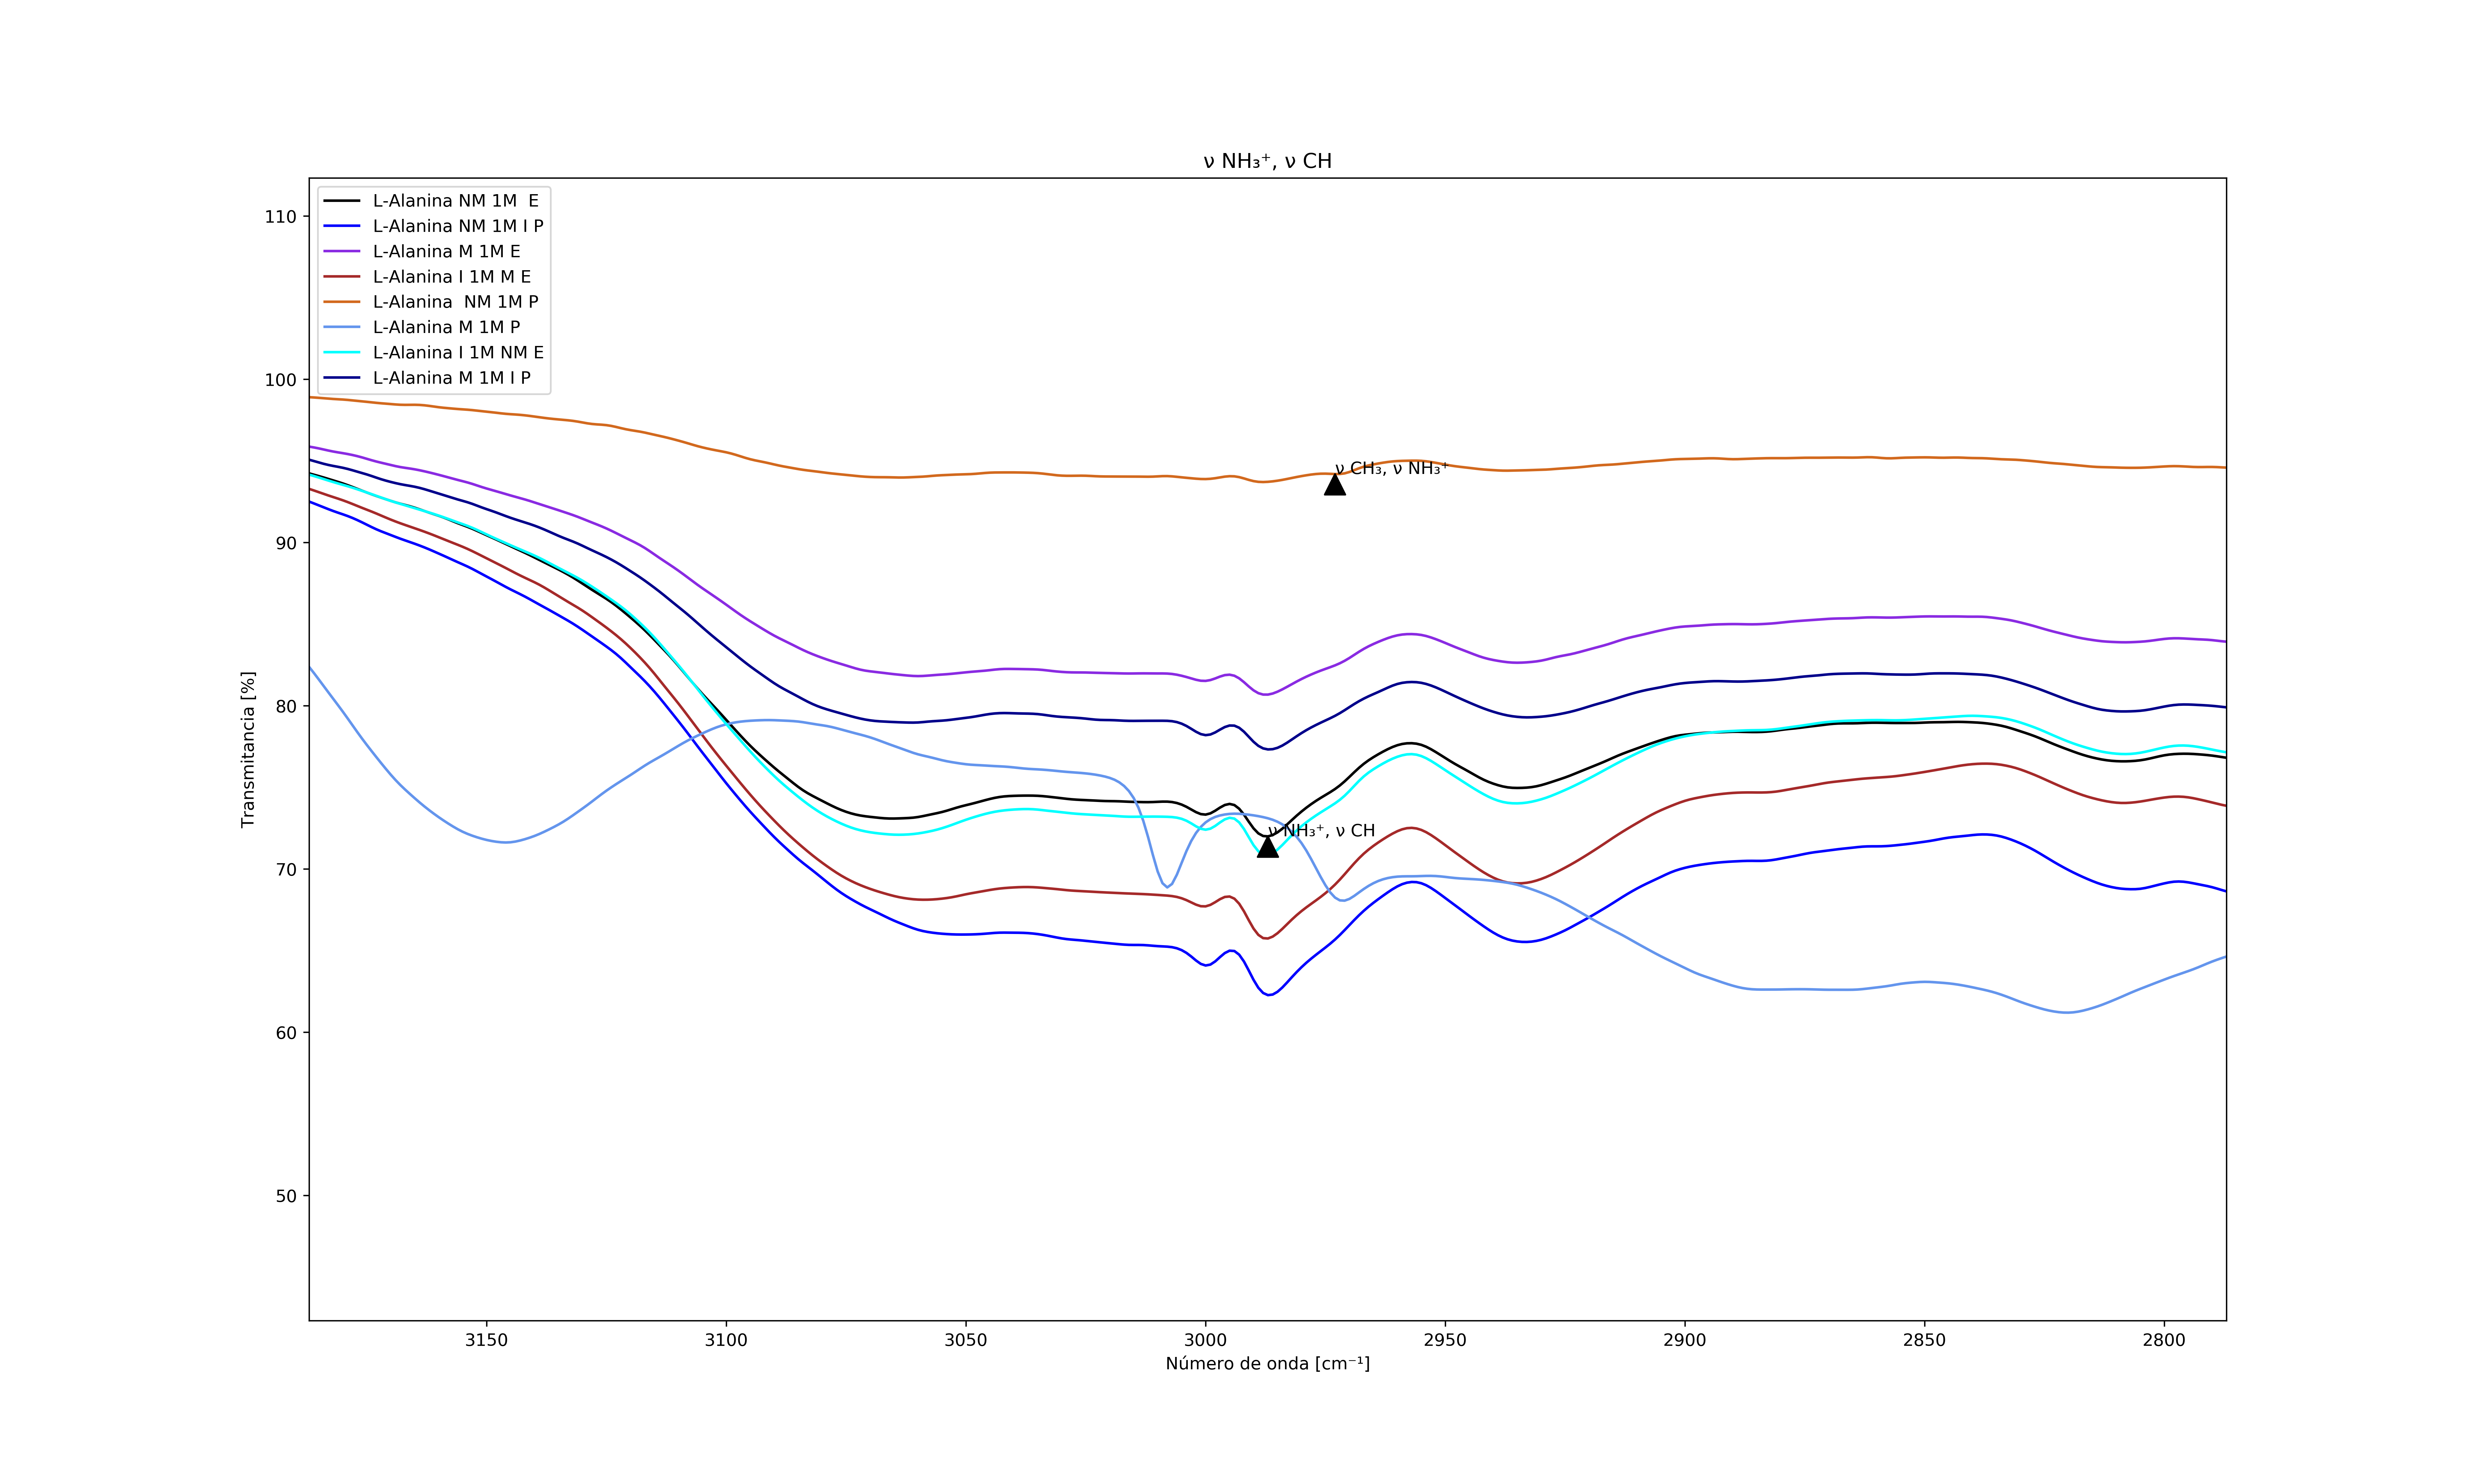 ν NH₃⁺, ν CH
L-Alanina NM 1M  E
L-Alanina NM 1M I P
L-Alanina M 1M E
L-Alanina I 1M M E
L-Alanina  NM 1M P
L-Alanina M 1M P
L-Alanina I 1M NM E
L-Alanina M 1M I P
110
100
90
80
70
60
50
Transmitancia [%]
ν CH₃, ν NH₃⁺
ν NH₃⁺, ν CH
3150 3100 3050 3000 2950 2900 2850 2800
Número de onda [cm⁻¹]